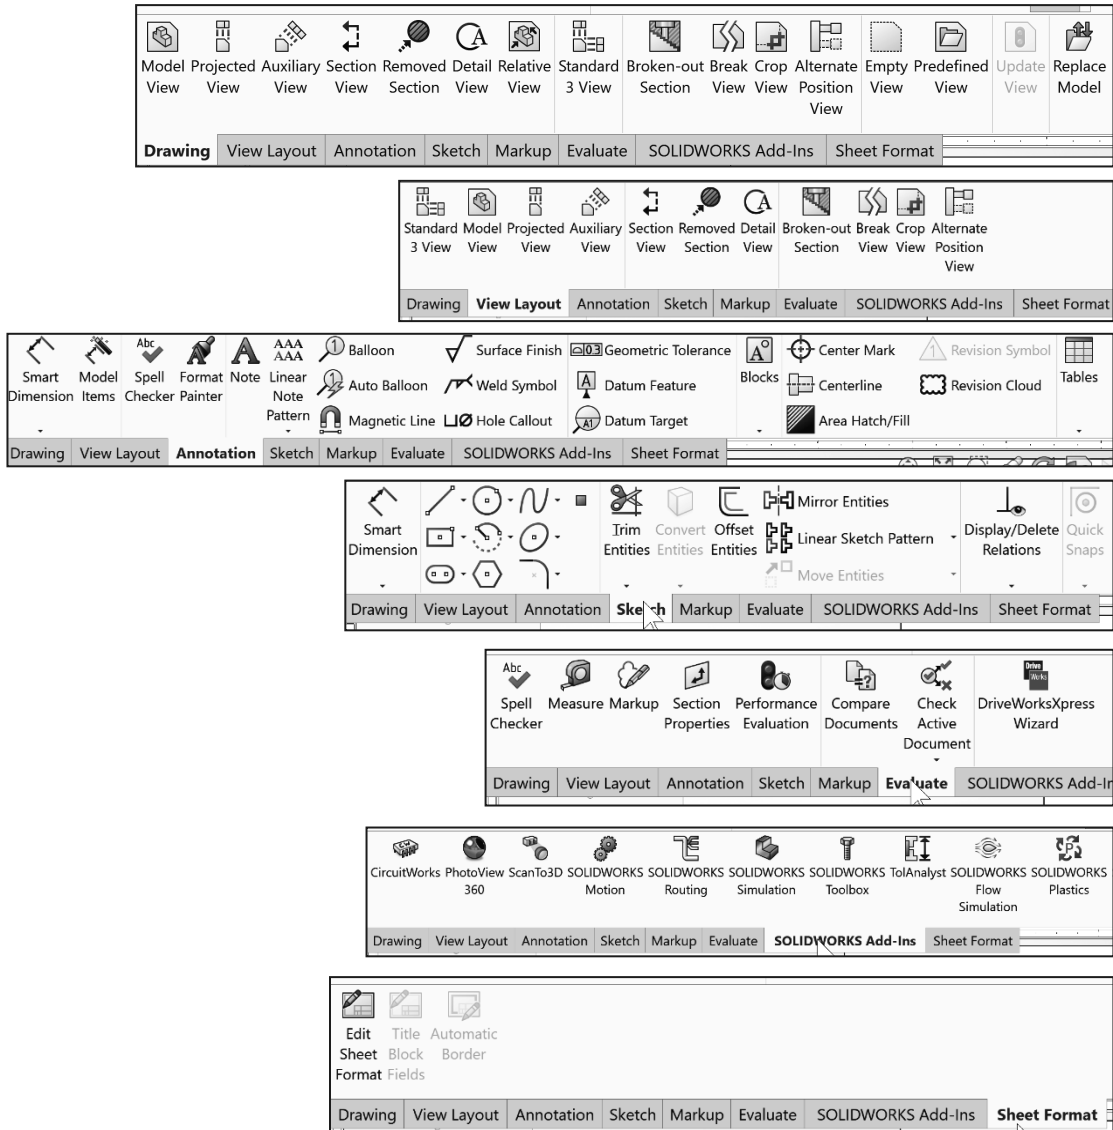 Model Projected Auxiliary Section Removed Detail Relative Standard Broken-out Break Crop Alternate Empty Predefined Update Replace
View View View View Section View View 3 View Section View View Position View View View Model
View
Drawing View Layout Annotation Sketch Markup Evaluate SOLIDWORKS Add-Ins Sheet Format
Standard Model Projected Auxiliary Section Removed Detail Broken-out Break Crop Alternate
3 View View View View View Section View Section View View Position
View
Drawing View Layout Annotation Sketch Markup Evaluate SOLIDWORKS Add-Ins Sheet Format
Abc AAA AAA 1 Balloon Surface Finish 0.3 Geometric Tolerance A Center Mark 1 Revision Symbol
Smart Model Spell Format Note Linear Blocks Tables
Dimension Items Checker Painter Note 1 Auto Balloon Weld Symbol A Datum Feature Centerline Revision Cloud
Pattern Magnetic Line Hole Callout A1 Datum Target Area Hatch/Fill
Drawing View Layout Annotation Sketch Markup Evaluate SOLIDWORKS Add-Ins Sheet Format
Mirror Entities
Smart Trim Convert Offset Linear Sketch Pattern Display/Delete Quick
Dimension Entities Entities Entities Relations Snaps
Move Entities
Drawing View Layout Annotation Sketch Markup Evaluate SOLIDWORKS Add-Ins Sheet Format
Abc Drive Works
Spell Measure Markup Section Performance Compare Check DriveWorksXpress
Checker Properties Evaluation Documents Active Wizard
Document
Drawing View Layout Annotation Sketch Markup Evaluate SOLIDWORKS Add-In
CircuitWorks PhotoView ScanTo3D SOLIDWORKS SOLIDWORKS SOLIDWORKS SOLIDWORKS TolAnalyst SOLIDWORKS SOLIDWORKS
360 Motion Routing Simulation Toolbox Flow Plastics
Simulation
Drawing View Layout Annotation Sketch Markup Evaluate SOLIDWORKS Add-Ins Sheet Format
Edit Title Automatic
Sheet Block Border
Format Fields
Drawing View Layout Annotation Sketch Markup Evaluate SOLIDWORKS Add-Ins Sheet Format